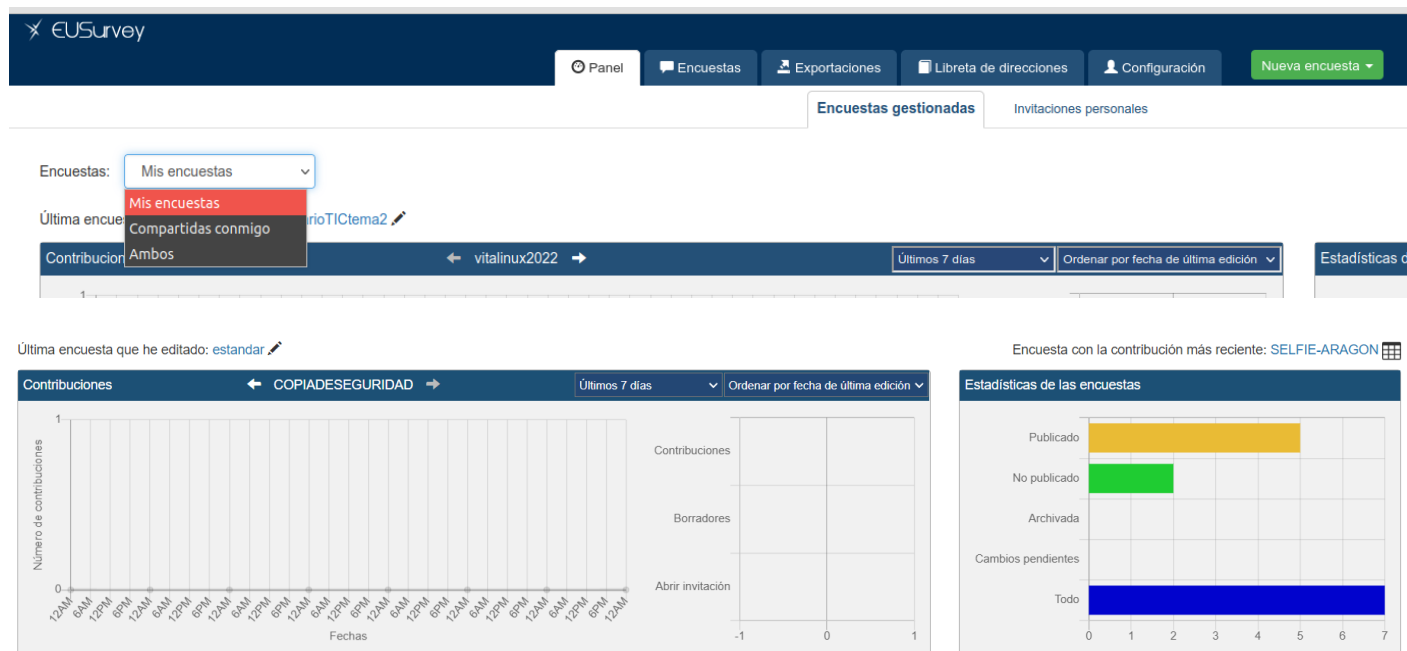 EUSurvey
Panel Encuestas Exportaciones Libreta de direcciones Configuración Nueva encuesta
Encuestas gestionadas Invitaciones personales
Encuestas: Mis encuestas
Mis encuestas
Última encue rioTICtema2
Compartidas conmigo
Ambos
Contribucion vitalinux2022 Últimos 7 días Ordenar por fecha de última edición Estadísticas d
1
Última encuesta que he editado: estandar Encuesta con la contribución más reciente: SELFIE-ARAGON
Contribuciones COPIADESEGURIDAD Últimos 7 días Ordenar por fecha de última edición Estadísticas de las encuestas
1
Número de contribuciones
0
12AM 6AM 12PM 6PM 12AM 6AM 12PM 6PM 12AM 6AM 12PM 6PM 12AM 6AM 12PM 6PM 12AM 6AM 12PM 6PM 12AM 6AM 12PM 6PM 12AM 6AM 12PM 6PM 12AM
Fechas
Contribuciones
Borradores
Abrir invitación
-1 0 1
Publicado
No publicado
Archivada
Cambios pendientes
Todo
0 1 2 3 4 5 6 7